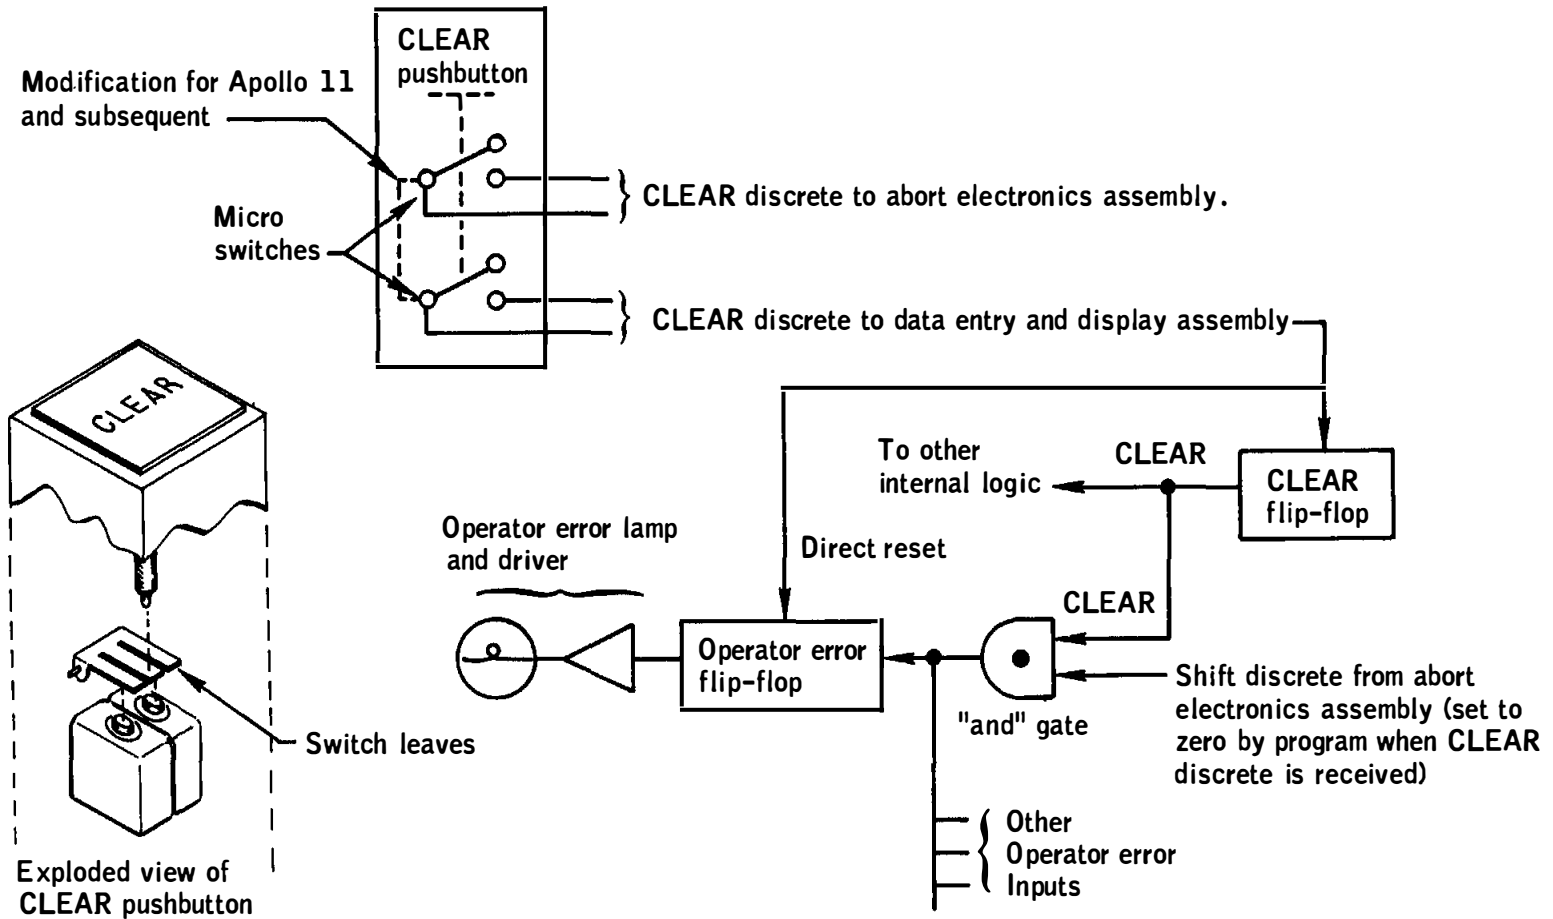 CLEAR
pushbutton
Modification for Apollo 11
and subsequent
Micro
switches
CLEAR discrete to abort electronics assembly.
CLEAR discrete to data entry and display assembly
CLEAR
To other
internal logic
CLEAR
CLEAR
flip-flop
Operator error lamp
and driver
Direct reset
CLEAR
Operator error
flip-flop
"and" gate
Shift discrete from abort
electronics assembly (set to
zero by program when CLEAR
discrete is received)
Switch leaves
Other
Operator error
Inputs
Exploded view of
CLEAR pushbutton